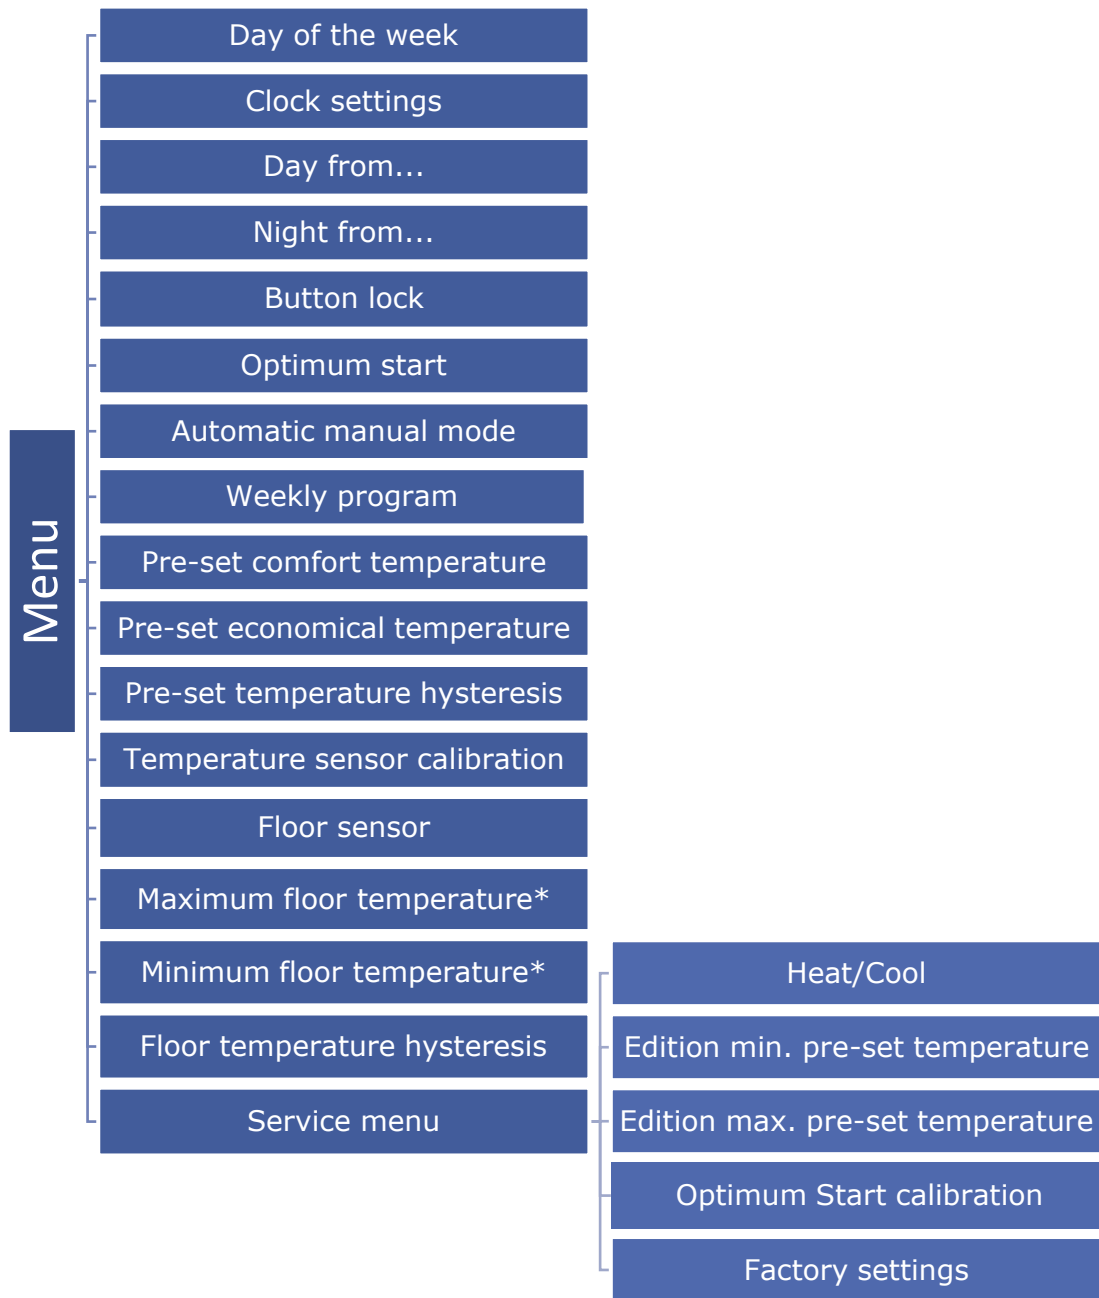 Menu
Day of the week
Clock settings
Day from...
Night from...
Button lock
Optimum start
Automatic manual mode
Weekly program
Pre-set comfort temperature
Pre-set economical temperature
Pre-set temperature hysteresis
Temperature sensor calibration
Floor sensor
Maximum floor temperature*
Minimum floor temperature*
Floor temperature hysteresis
Service menu
Heat/Cool
Edition min. pre-set temperature
Edition max. pre-set temperature
Optimum Start calibration
Factory settings